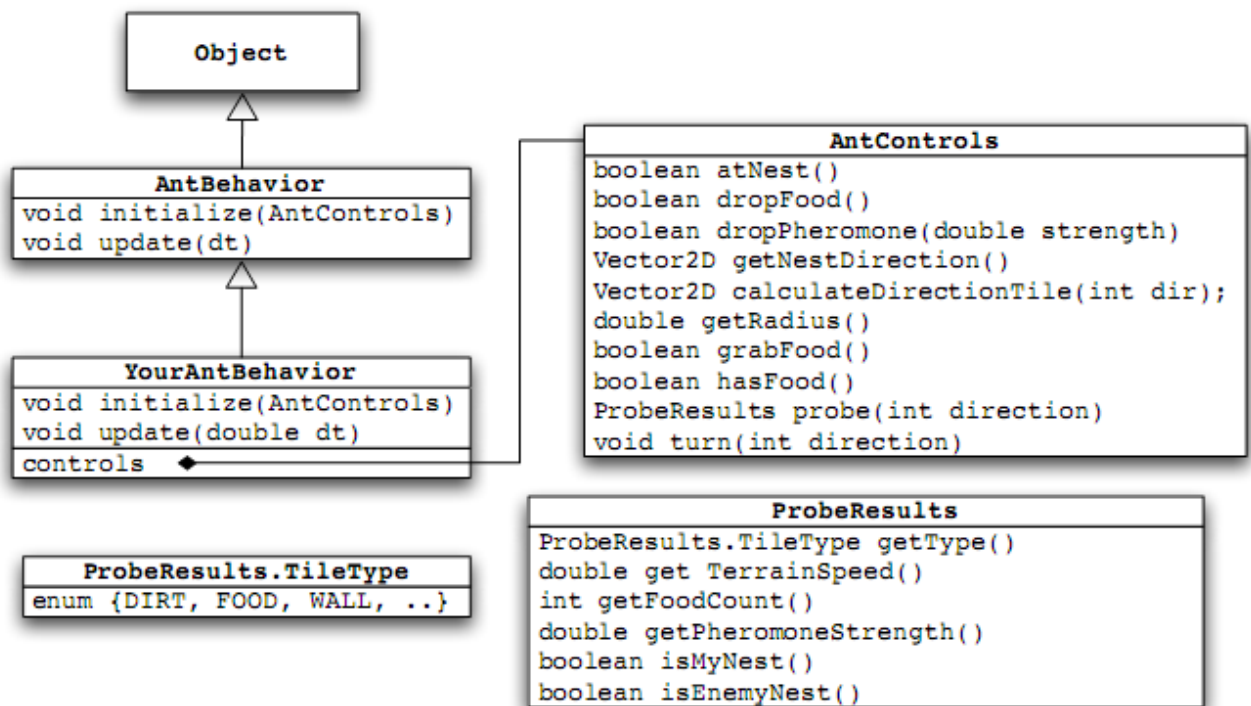 Object
AntBehavior
void initialize(AntControls)
void update(dt)
YourAntBehavior
void initialize(AntControls)
void update(double dt)
controls
ProbeResults.TileType
enum {DIRT, FOOD, WALL, ..}
AntControls
boolean atNest()
boolean dropFood()
boolean dropPheromone(double strength)
Vector2D getNestDirection()
Vector2D calculateDirectionTile(int dir);
double getRadius()
boolean grabFood()
boolean hasFood()
ProbeResults probe(int direction)
void turn(int direction)
ProbeResults
ProbeResults.TileType getType()
double get TerrainSpeed()
int getFoodCount()
double getPheromoneStrength()
boolean isMyNest()
boolean isEnemyNest()